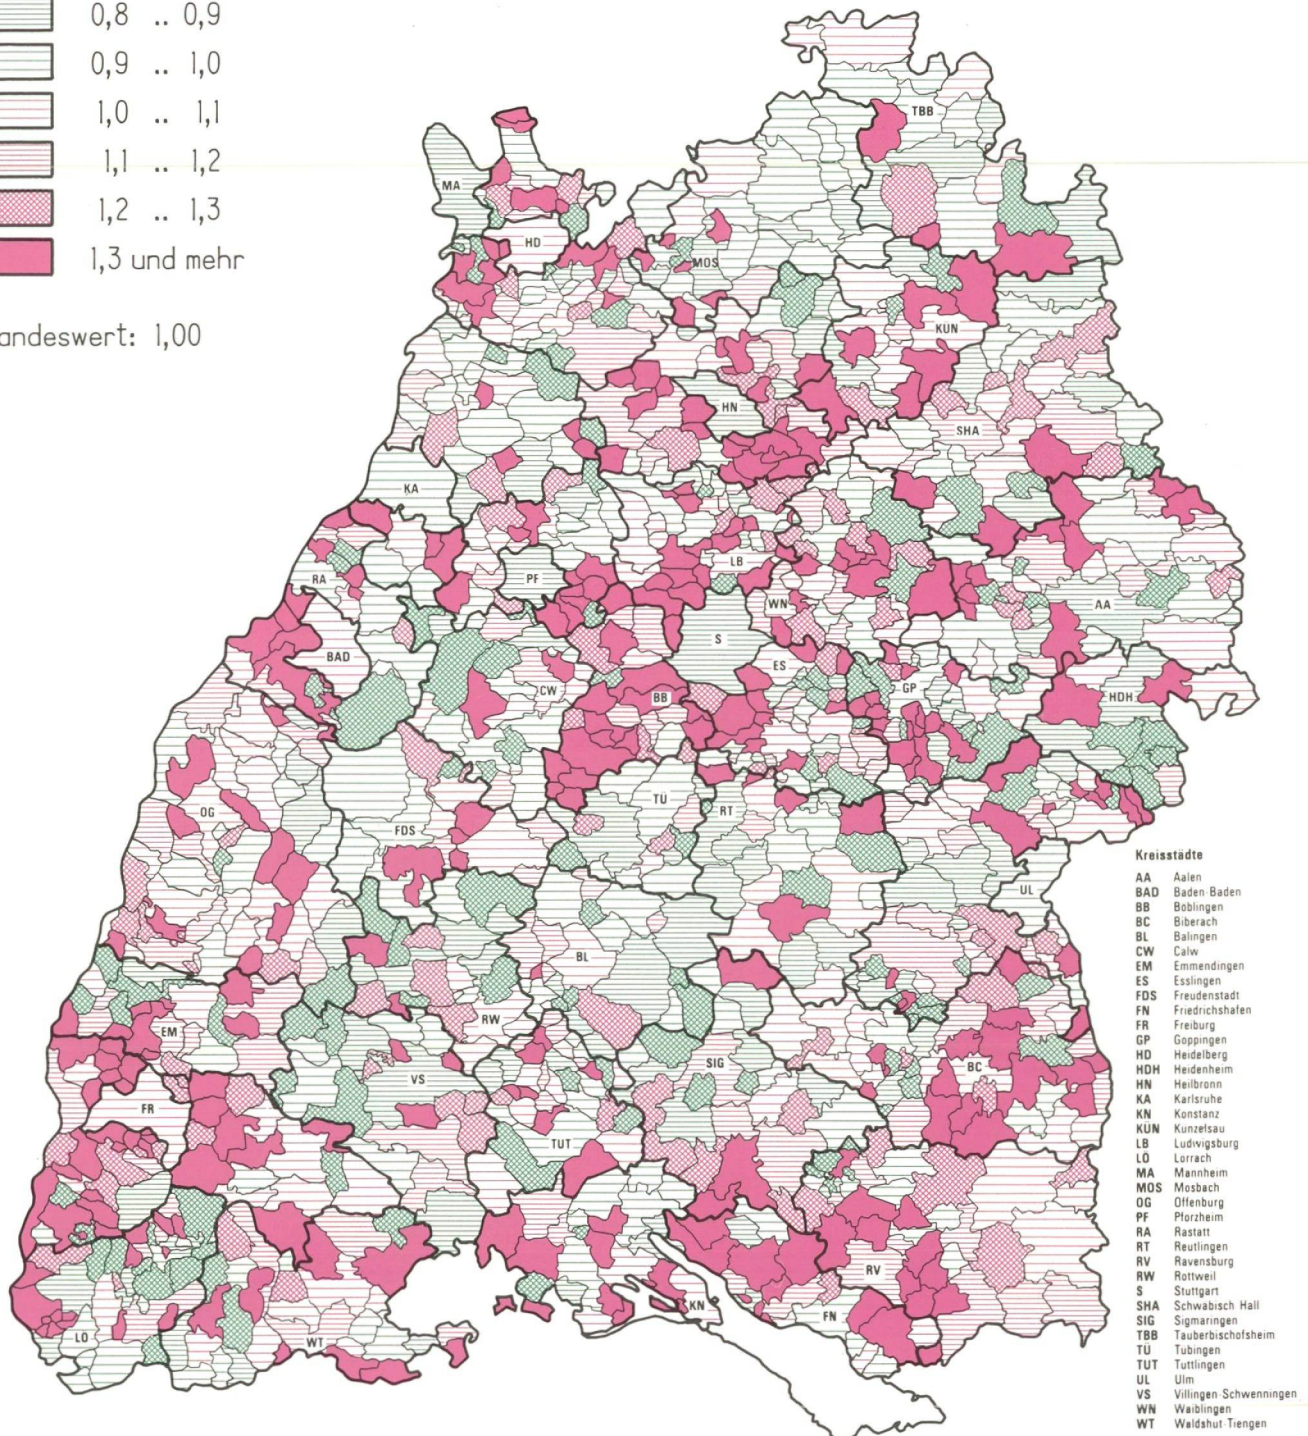 0,8 .. 0,9
0,9 .. 1,0
1,0 .. 1,1
1,1 .. 1,2
1,2 .. 1,3
1,3 und mehr
andeswert: 1,00
TBB
MA
HD
MOS
KÜN
HN
SHA
KA
LB
PF
RA
WN
AA
S
BAD
ES
CW
GP
BB
HDH
TÜ
RT
OG
FDS
UL
BL
RW
EM
SIG
BC
VS
FR
TUT
RV
KN
FN
LÖ
WT
Kreisstädte
AA Aalen
BAD Baden-Baden
BB Böblingen
BC Biberach
BL Balingen
CW Calw
EM Emmendingen
ES Esslingen
FDS Freudenstadt
FN Friedrichshafen
FR Freiburg
GP Goppingen
HD Heidelberg
HDH Heidenheim
HN Heilbronn
KA Karlsruhe
KN Konstanz
KÜN Kunzelsau
LB Ludwigsburg
LÖ Lorrach
MA Mannheim
MOS Mosbach
OG Offenburg
PF Pforzheim
RA Rastatt
RT Reutlingen
RV Ravensburg
RW Rottweil
S Stuttgart
SHA Schwabisch Hall
SIG Sigmaringen
TBB Tauberbischofsheim
TÜ Tubingen
TUT Tuttlingen
UL Ulm
VS Villingen-Schwenningen
WN Waiblingen
WT Waldshut-Tiengen